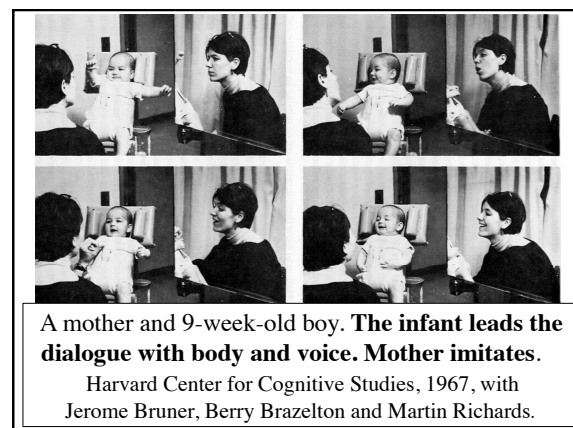 A mother and 9-week-old boy. The infant leads the
dialogue with body and voice. Mother imitates.
Harvard Center for Cognitive Studies, 1967, with
Jerome Bruner, Berry Brazelton and Martin Richards.